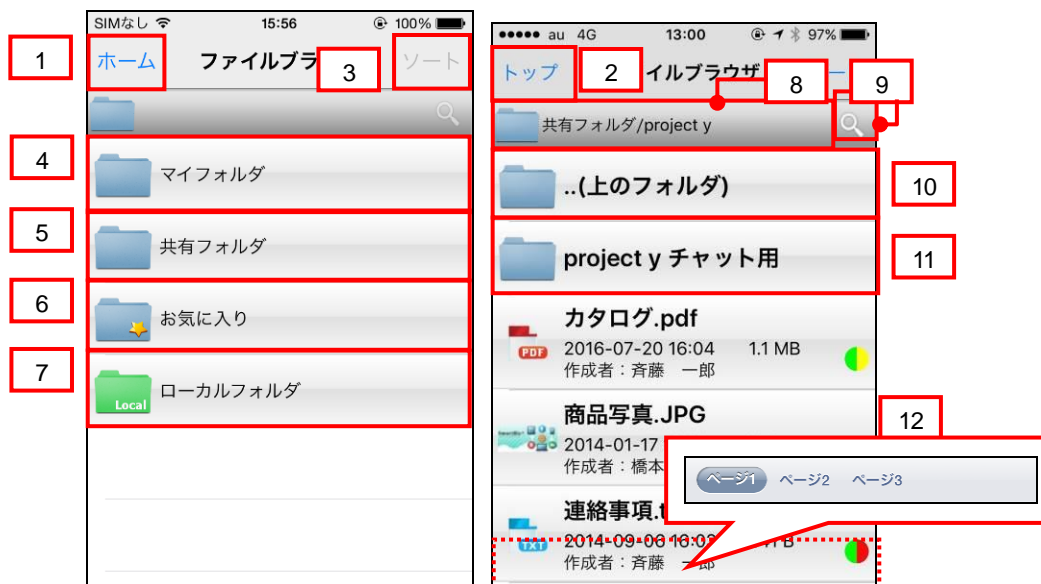 SIMなし 15:56 100%
1
ホーム
ファイルブラ
3
ソート
4
マイフォルダ
5
共有フォルダ
6
お気に入り
7
Local
ローカルフォルダ
au 4G 13:00 97%
トップ
2
イルブラウザ
8
9
共有フォルダ/project y
..(上のフォルダ)
10
project y チャット用
11
カタログ.pdf
PDF
2016-07-20 16:04 1.1 MB
作成者：斉藤 一郎
商品写真.JPG
2014-01-17
作成者：橋本
12
ページ1 ページ2 ページ3
連絡事項.t
TXT
作成者：斉藤